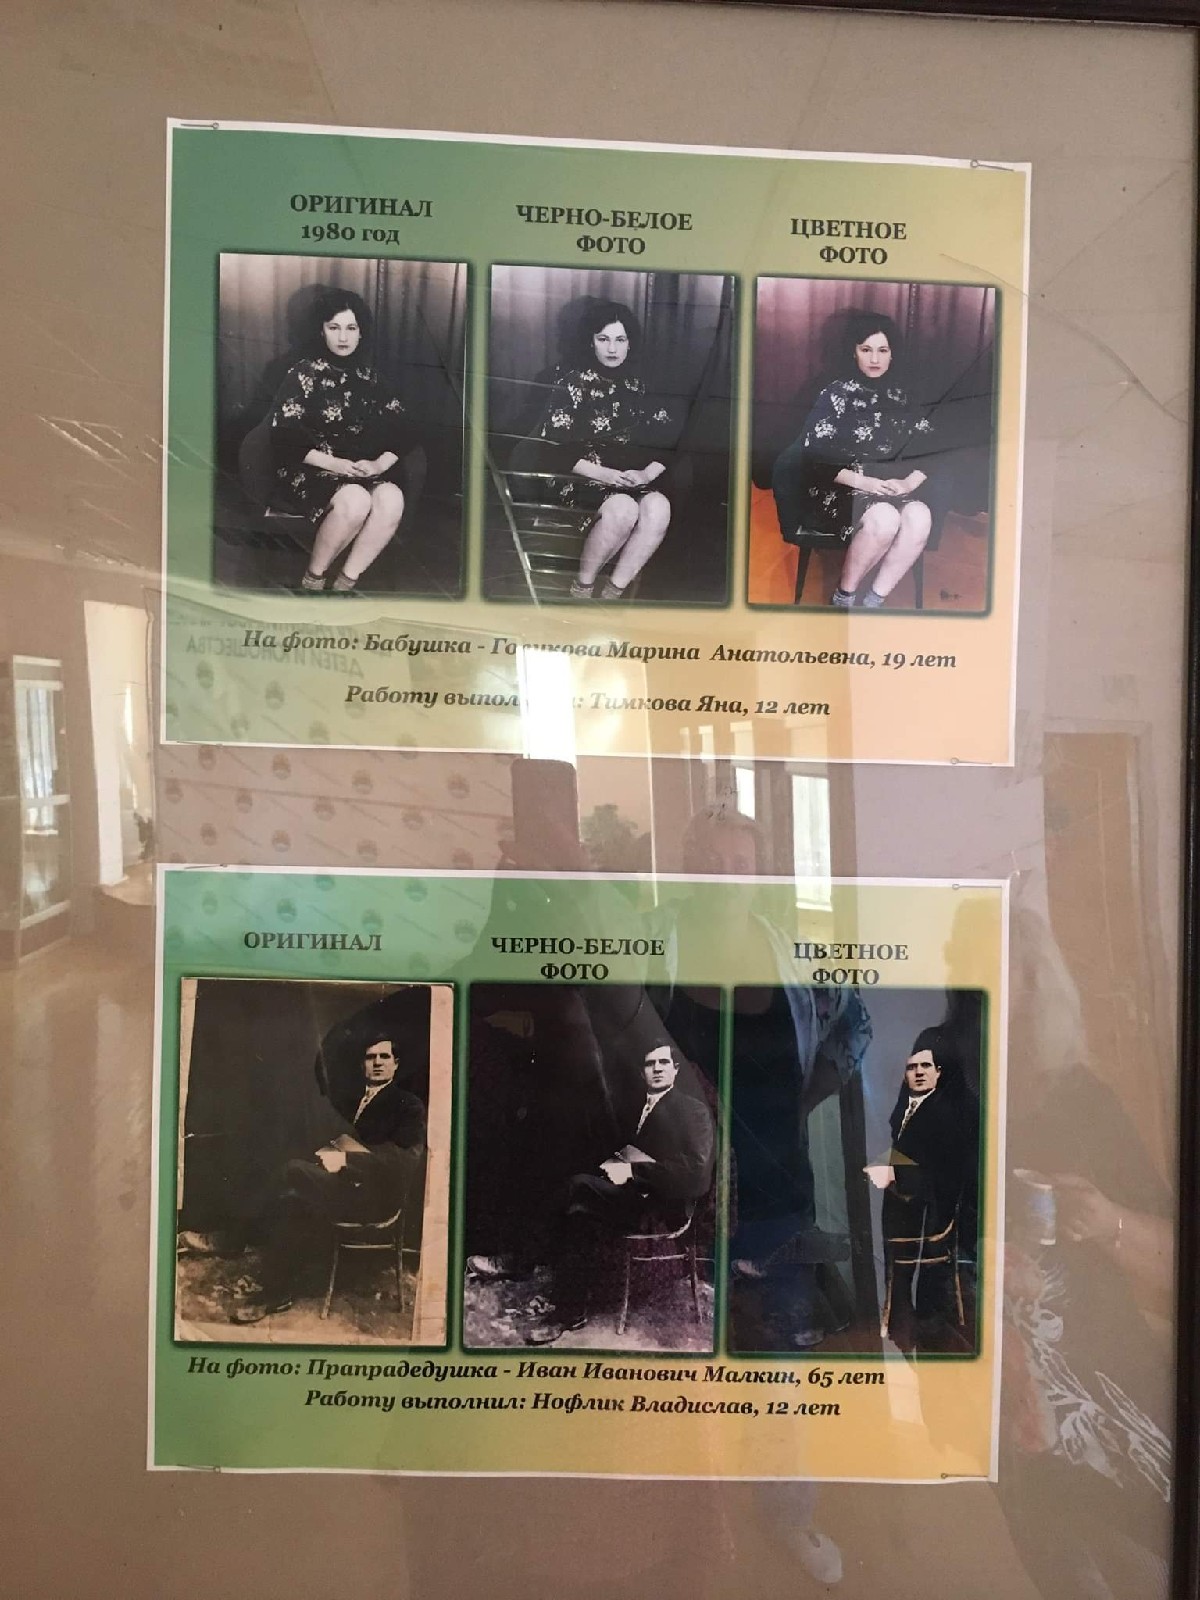 ОРИГИНАЛ
1980 год
ЧЕРНО-БЕЛОЕ
ФОТО
ЦВЕТНОЕ
ФОТО
На фото: Бабушка - Марина Анатольевна, 19 лет
Работу Тимкова Яна, 12 лет
ДЕТЕЙ И ЮНОШЕСТВА
ОРИГИНАЛ
ЧЕРНО-БЕЛОЕ
ФОТО
ЦВЕТНОЕ
ФОТО
На фото: Прапрадедушка - Иван Иванович Малкин, 65 лет
Работу выполнил: Нофлик Владислав, 12 лет